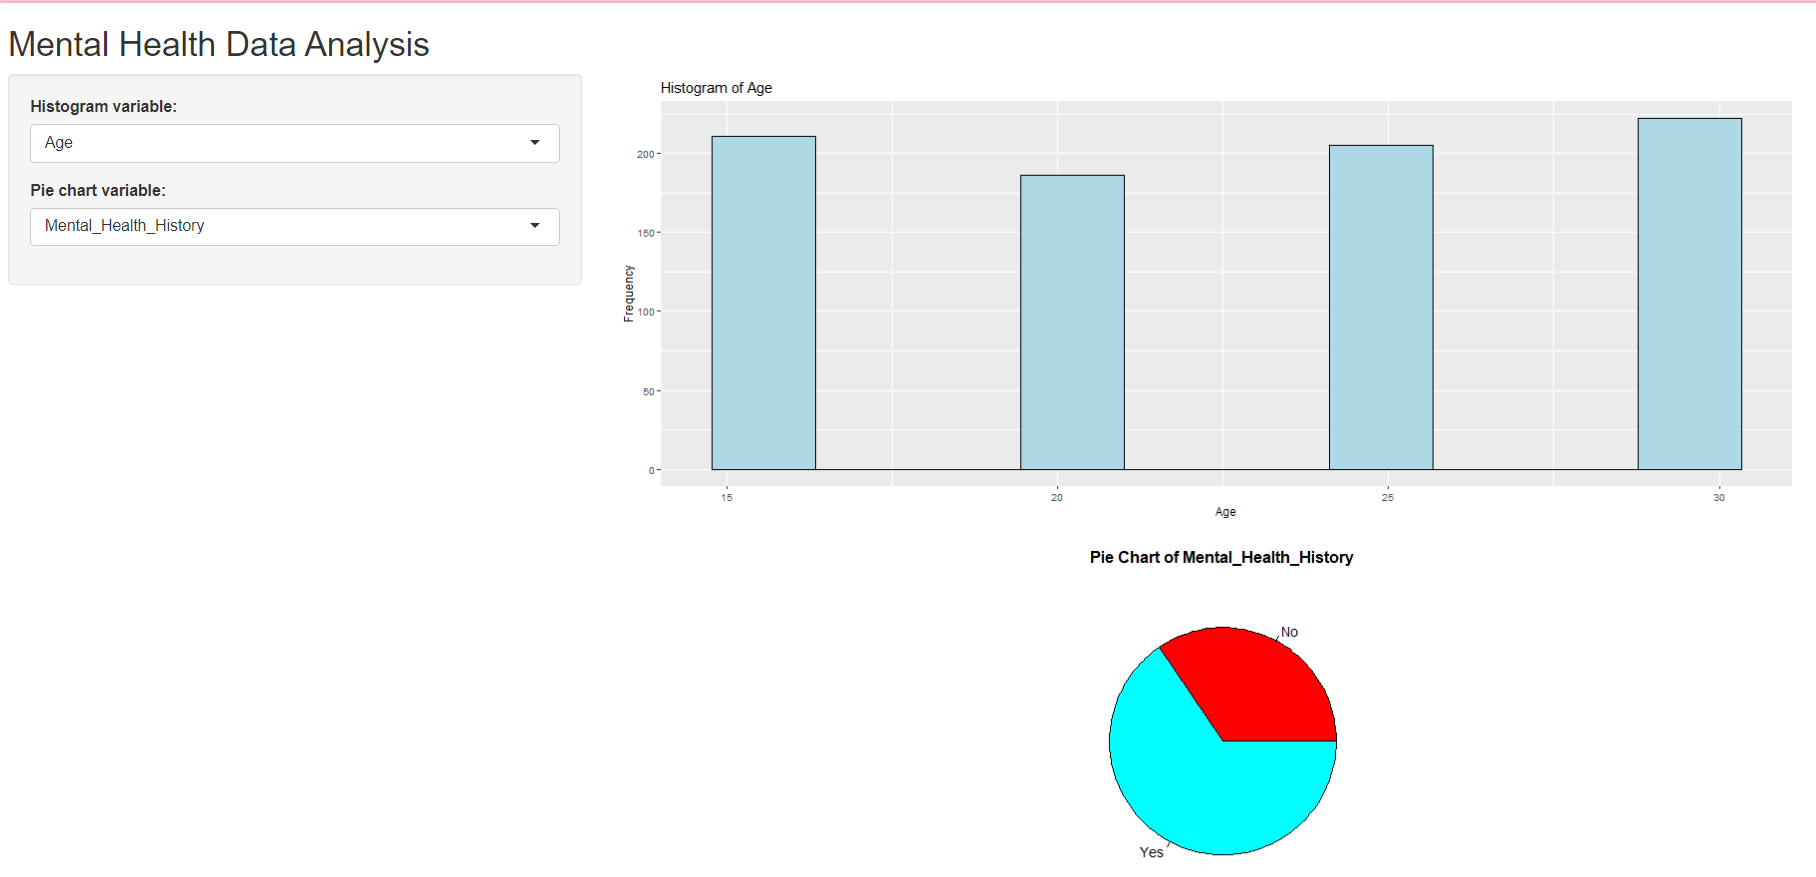 Mental Health Data Analysis
Histogram variable:
Age
Pie chart variable:
Mental_Health_History
Histogram of Age
200
150
100
50
0
Frequency
15 20 25 30
Age
Pie Chart of Mental_Health_History
No
Yes